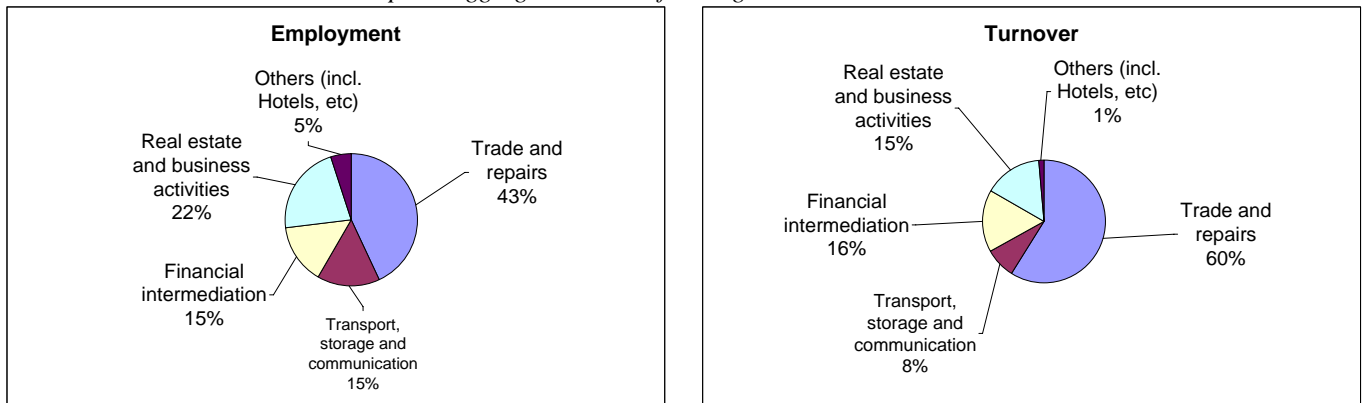 Employment
Others (incl.
Hotels, etc)
5%
Real estate
and business
activities
22%
Trade and
repairs
43%
Financial
intermediation
15%
Transport,
storage and
communication
15%
Turnover
Real estate
and business
activities
15%
Others (incl.
Hotels, etc)
1%
Financial
intermediation
16%
Trade and
repairs
60%
Transport,
storage and
communication
8%